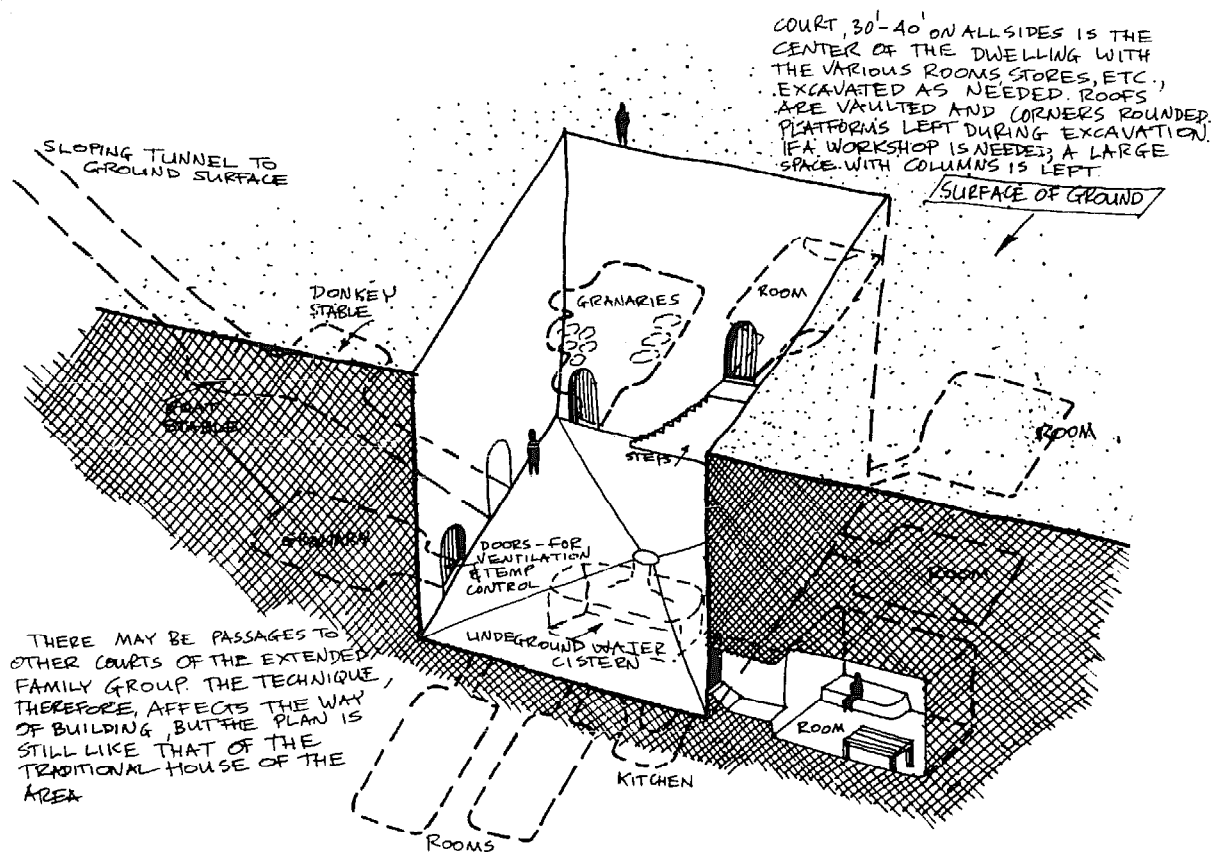 COURT, 30'-40' ON ALL SIDES IS THE
CENTER OF THE DWELLING WITH
THE VARIOUS ROOMS, STORES, ETC.,
EXCAVATED AS NEEDED. ROOFS
ARE VAULTED AND CORNERS ROUNDED.
PLATFORMS LEFT DURING EXCAVATION.
IF A WORKSHOP IS NEEDED, A LARGE
SPACE WITH COLUMNS IS LEFT.
SURFACE OF GROUND
SLOPING TUNNEL TO
GROUND SURFACE
DONKEY
STABLE
GRANARIES
ROOM
STABLE
ROOM
STEPS
GRANARY
DOORS-FOR
VENTILATION
& TEMP
CONTROL
ROOM
UNDEGROUND WATER
CISTERN
THERE MAY BE PASSAGES TO
OTHER COURTS OF THE EXTENDED
FAMILY GROUP. THE TECHNIQUE,
THEREFORE, AFFECTS THE WAY
OF BUILDING, BUT THE PLAN IS
STILL LIKE THAT OF THE
TRADITIONAL HOUSE OF THE
AREA
ROOM
KITCHEN
ROOMS